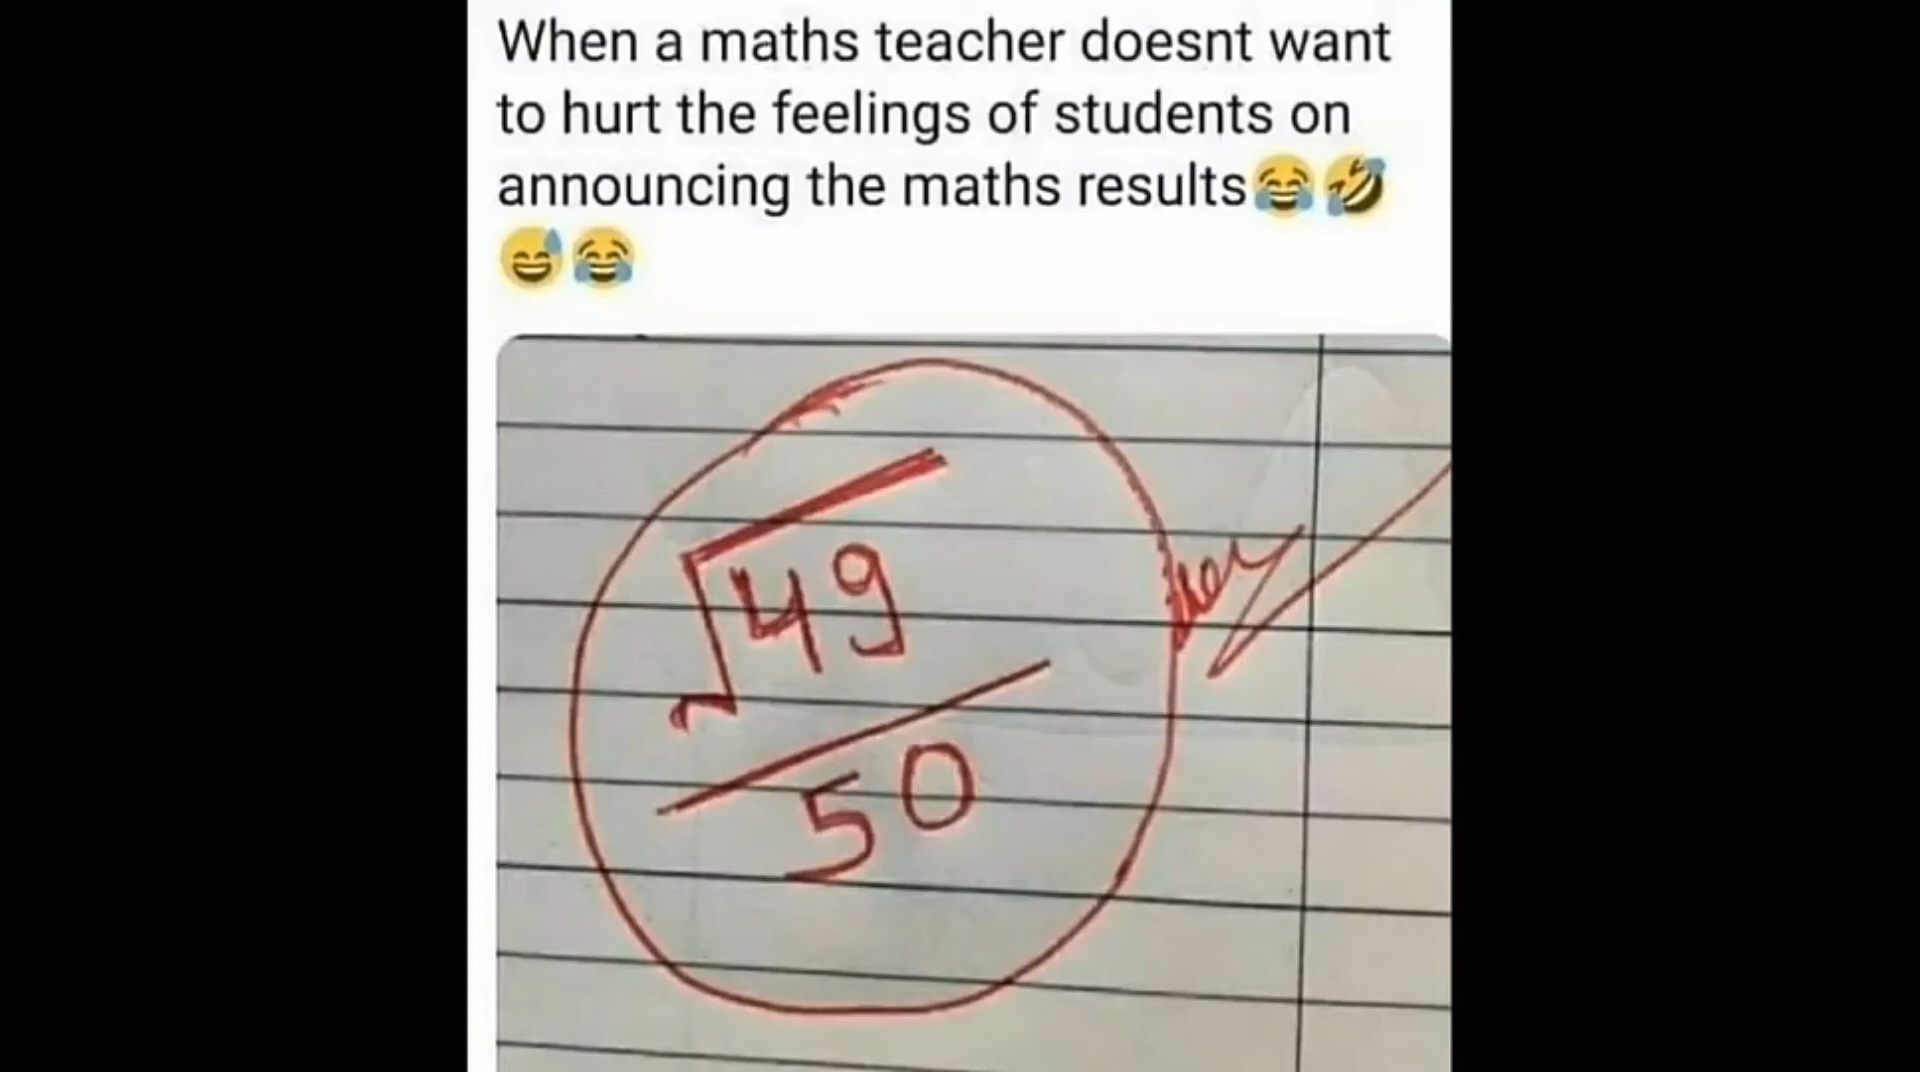 When a maths teacher doesnt want
to hurt the feelings of students on
announcing the maths results😂🤣
😅😂
√49
50